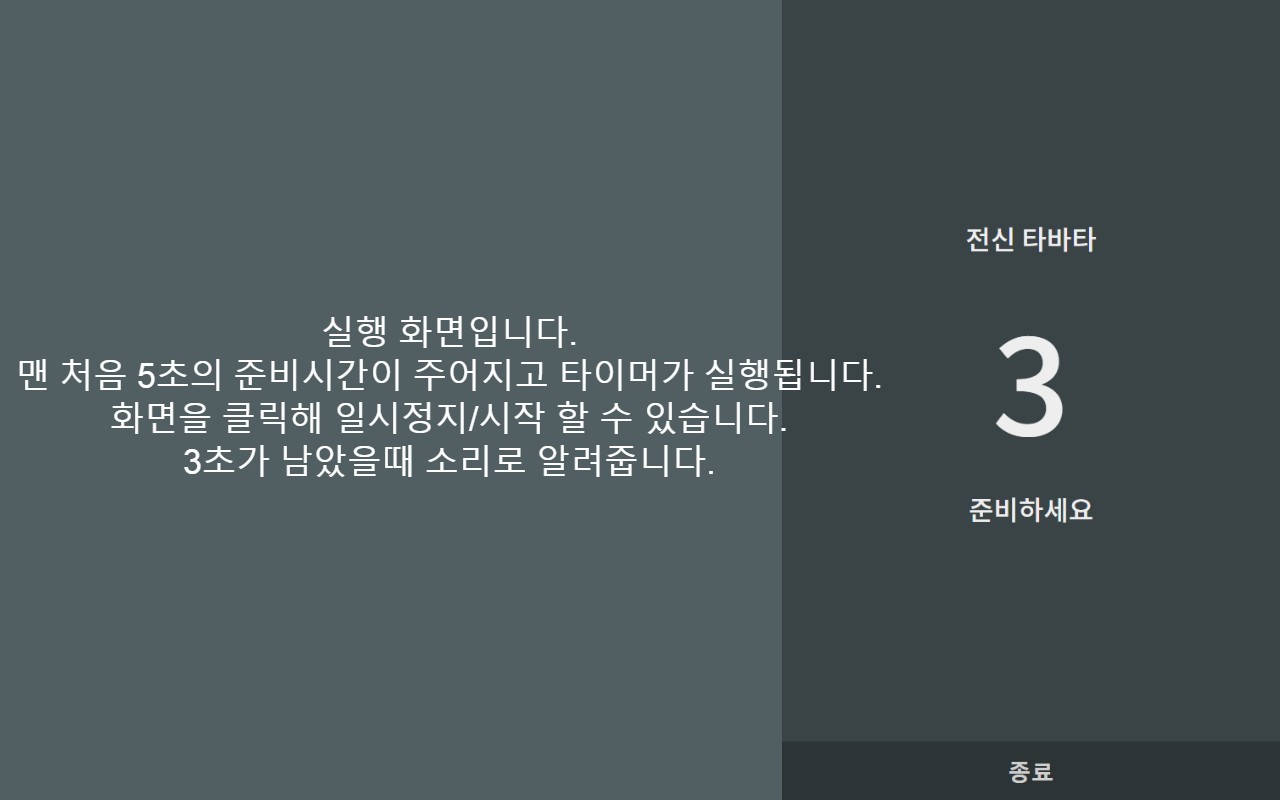 실행 화면입니다.
맨 처음 5초의 준비시간이 주어지고 타이머가 실행됩니다.
화면을 클릭해 일시정지/시작 할 수 있습니다.
3초가 남았을때 소리로 알려줍니다.
전신 타바타
3
준비하세요
종료